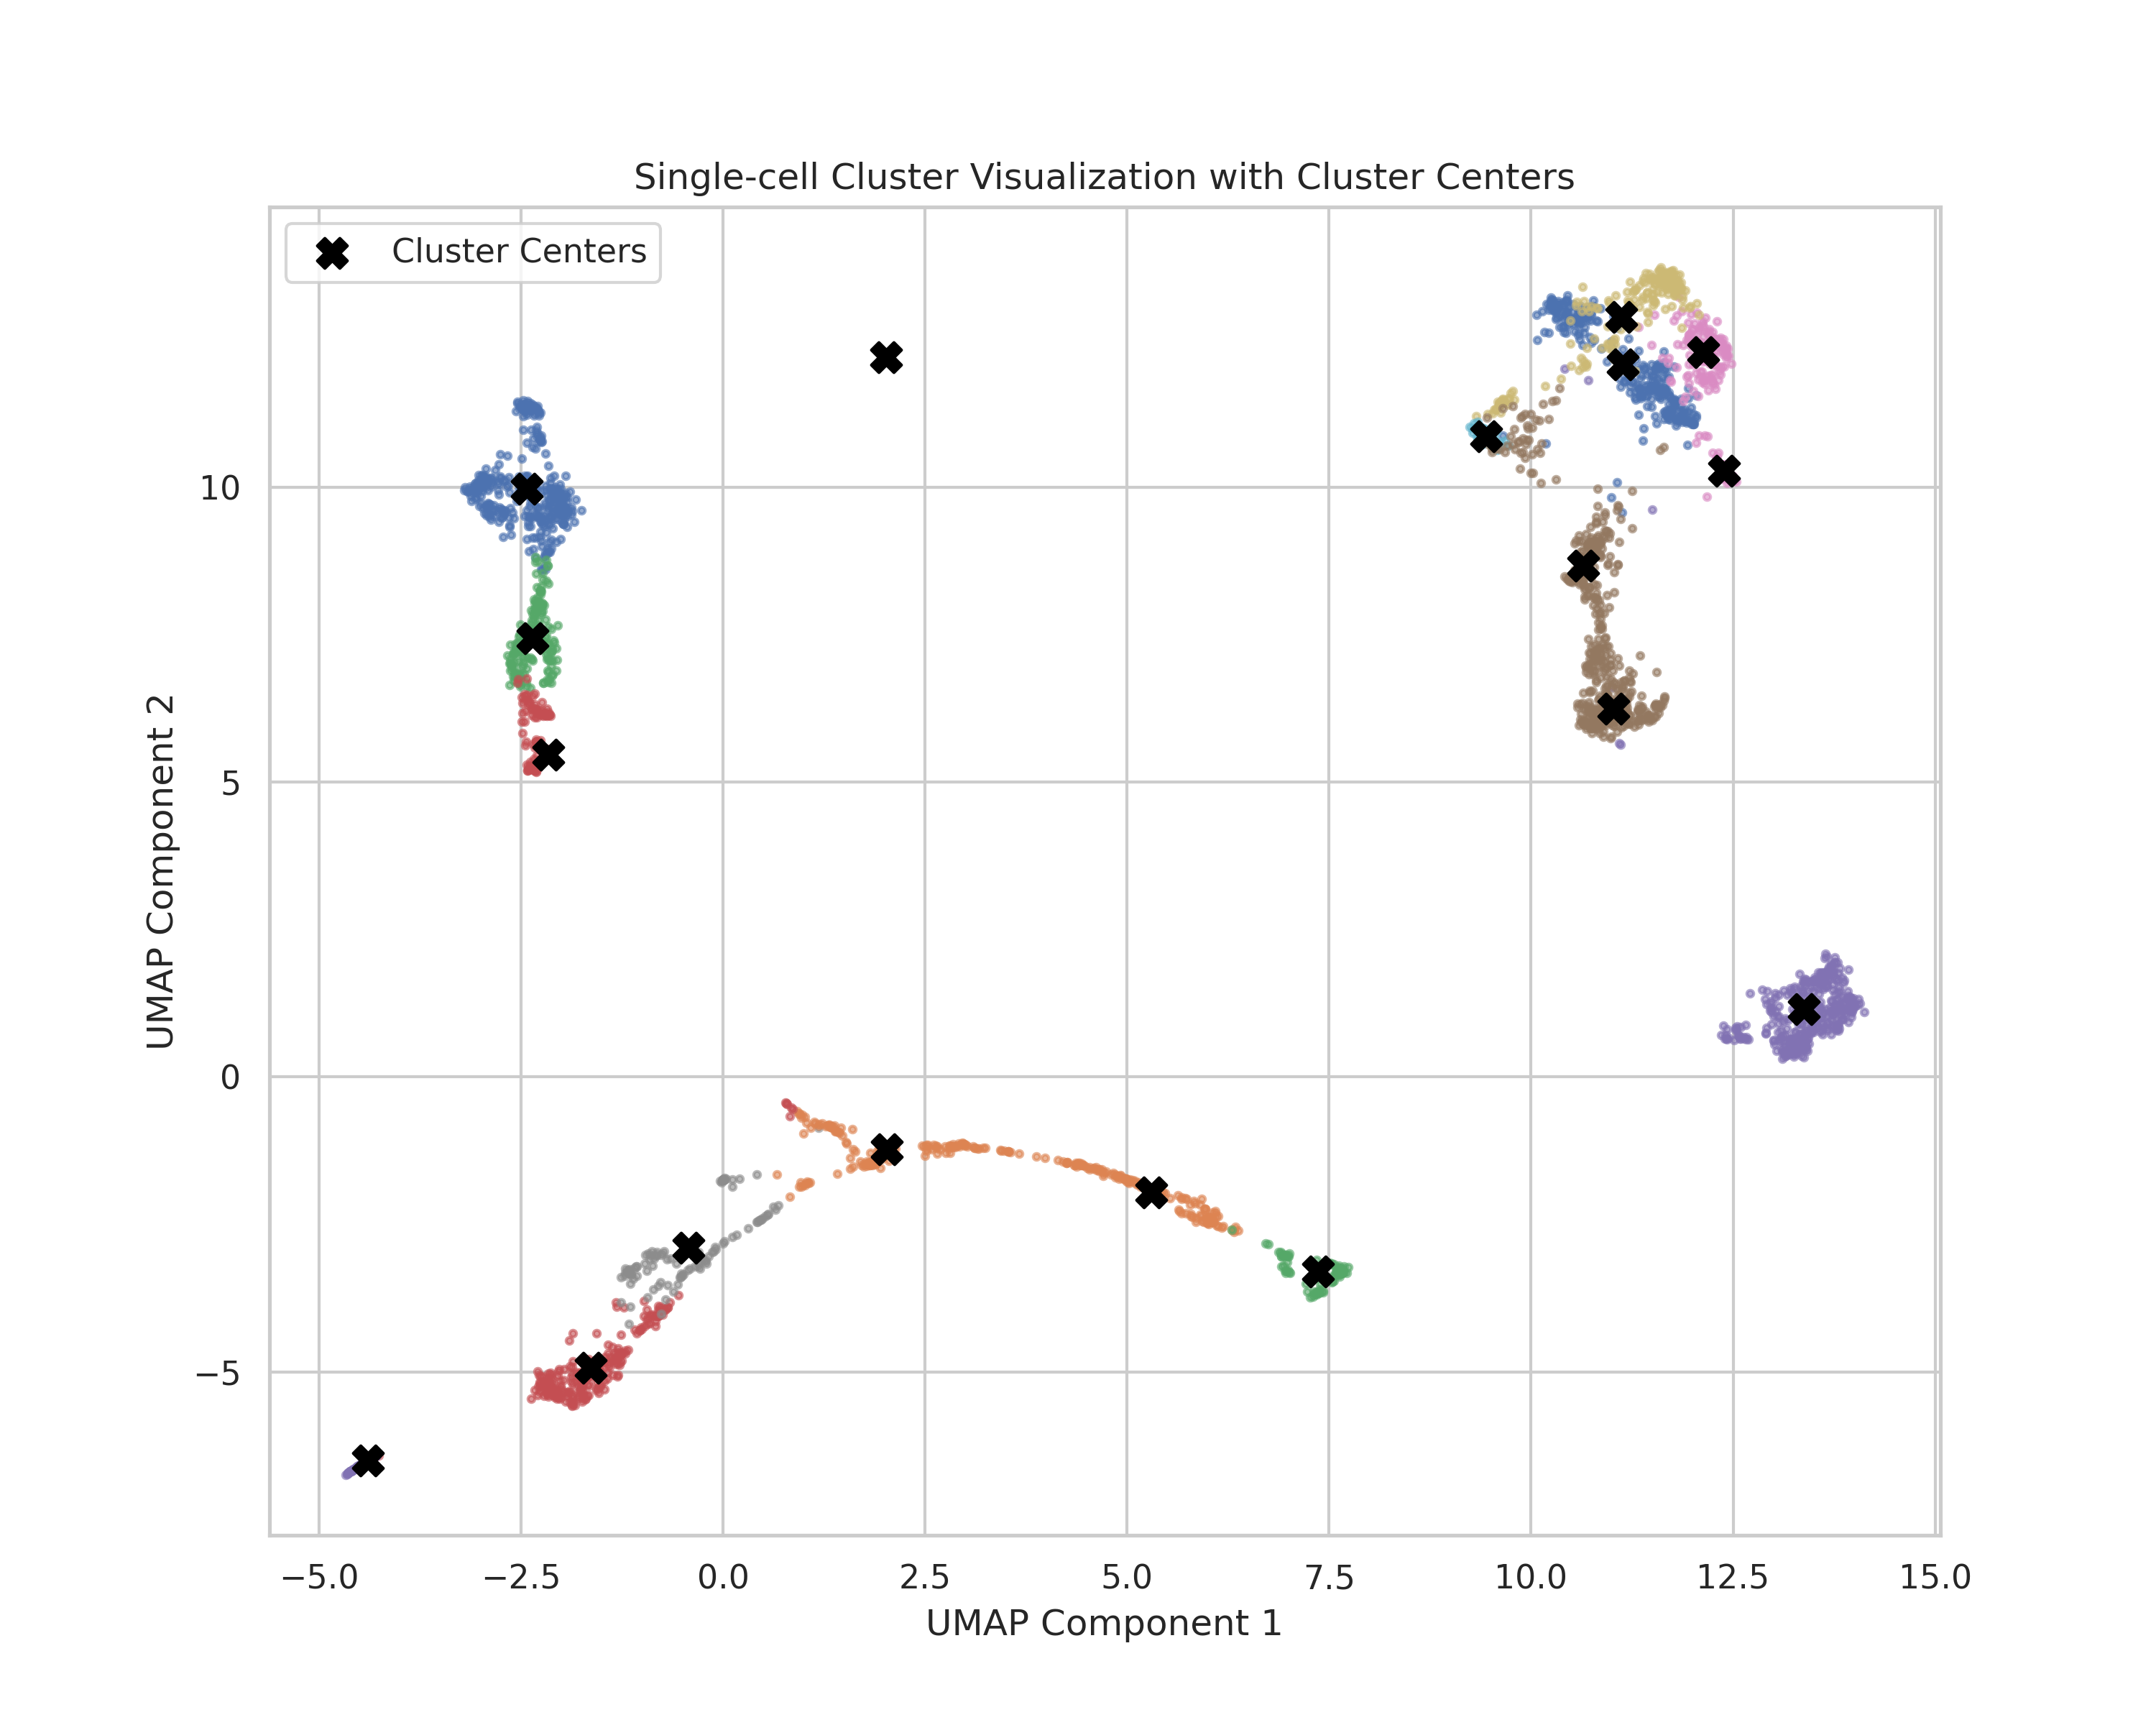 Single-cell Cluster Visualization with Cluster Centers
Cluster Centers
10
5
0
−5
UMAP Component 2
−5.0 −2.5 0.0 2.5 5.0 7.5 10.0 12.5 15.0
UMAP Component 1